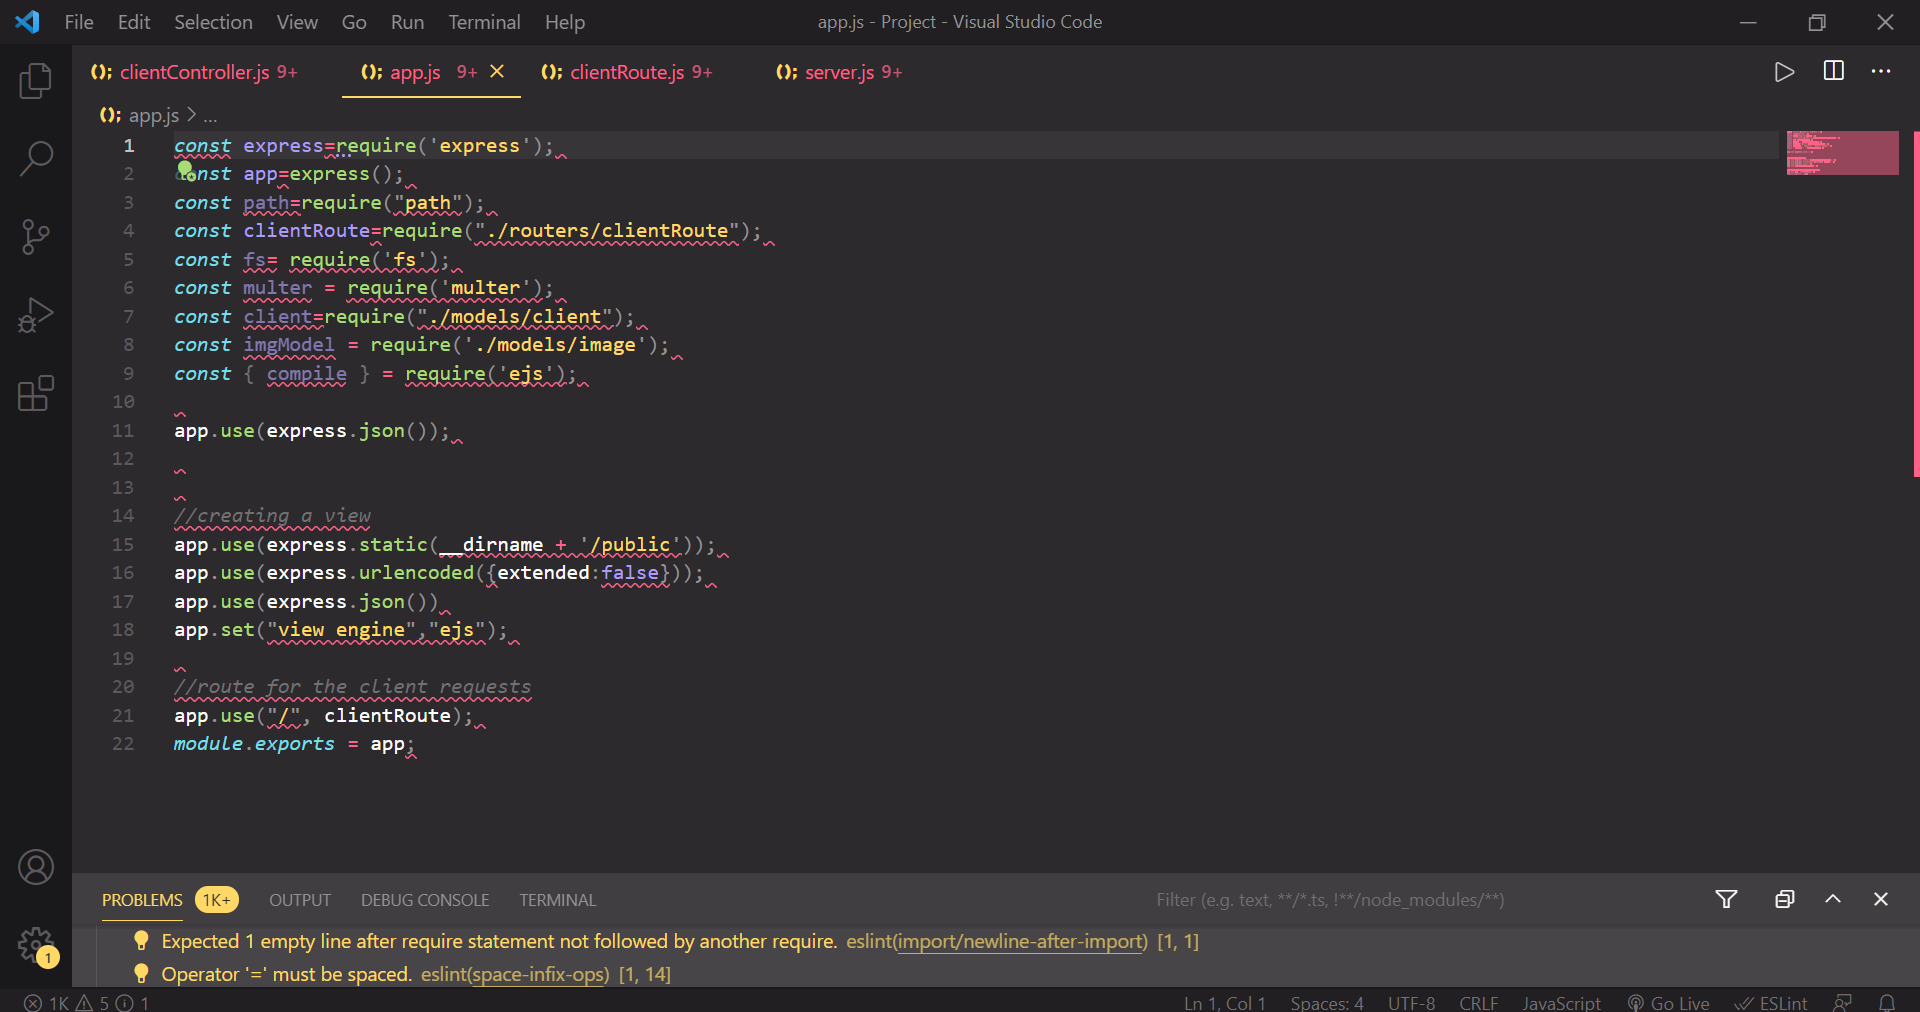 File Edit Selection View Go Run Terminal Help app.js - Project - Visual Studio Code
(); clientController.js 9+ (); app.js 9+ (); clientRoute.js 9+ (); server.js 9+
(); app.js > ...
1 const express=require('express');
2 const app=express();
3 const path=require("path");
4 const clientRoute=require("./routers/clientRoute");
5 const fs= require('fs');
6 const multer = require('multer');
7 const client=require("./models/client");
8 const imgModel = require('./models/image');
9 const { compile } = require('ejs');
10
11 app.use(express.json());
12
13
14 //creating a view
15 app.use(express.static(__dirname + '/public'));
16 app.use(express.urlencoded({extended:false}));
17 app.use(express.json())
18 app.set("view engine","ejs");
19
20 //route for the client requests
21 app.use("/", clientRoute);
22 module.exports = app;
PROBLEMS 1K+ OUTPUT DEBUG CONSOLE TERMINAL Filter (e.g. text, **/*.ts, !**/node_modules/**)
Expected 1 empty line after require statement not followed by another require. eslint(import/newline-after-import) [1, 1]
1
Operator '=' must be spaced. eslint(space-infix-ops) [1, 14]
1K 5 1 Ln 1, Col 1 Spaces: 4 UTF-8 CRLF JavaScript Go Live ESLint